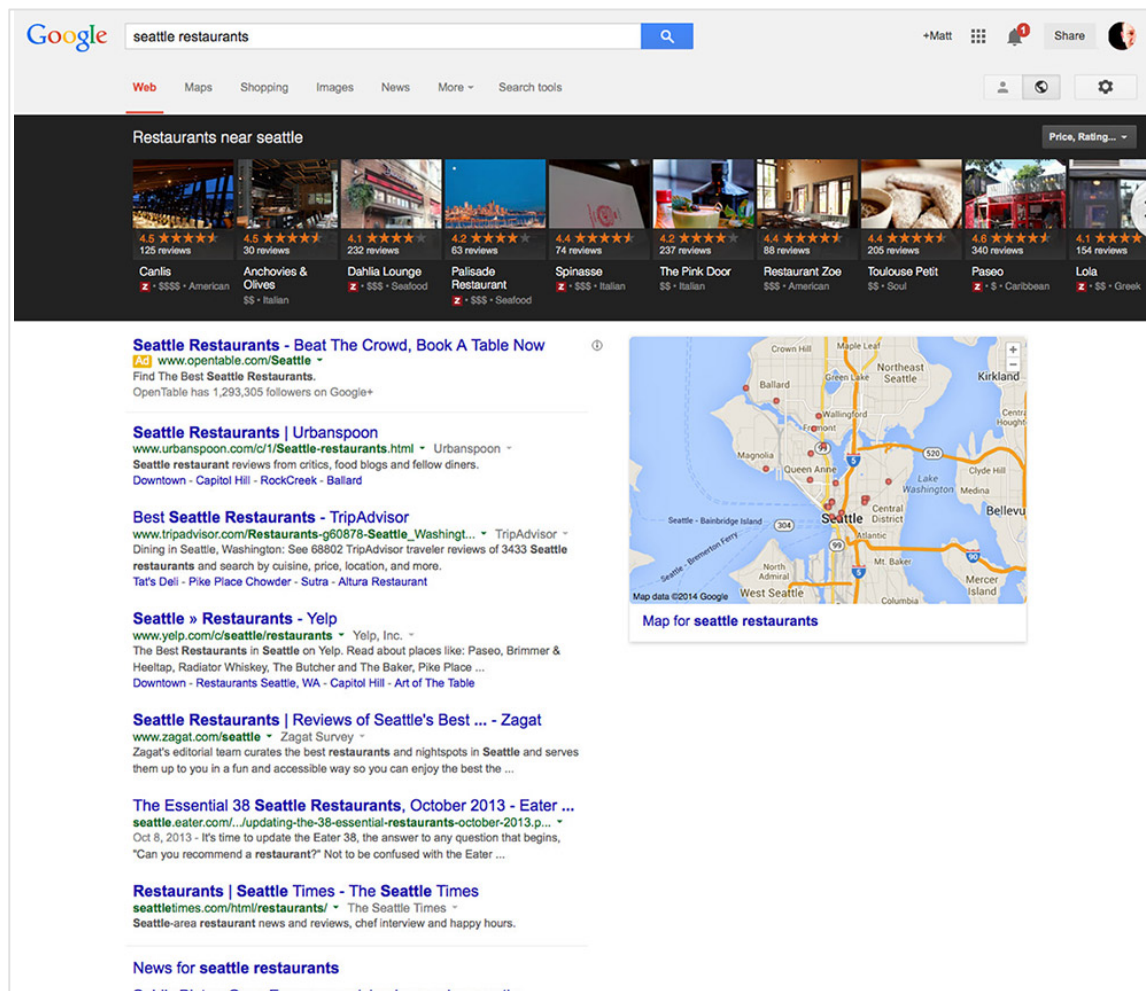 Google
seattle restaurants
+Matt
1
Share
Web Maps Shopping Images News More Search tools
Restaurants near seattle
Price, Rating...
4.5
125 reviews
Canlis
Z • $$$$ • American
4.5
30 reviews
Anchovies &
Olives
$$ • Italian
4.1
232 reviews
Dahlia Lounge
Z • $$$ • Seafood
4.2
63 reviews
Palisade
Restaurant
Z • $$$ • Seafood
4.4
74 reviews
Spinasse
Z • $$$ • Italian
4.2
237 reviews
The Pink Door
$$ • Italian
4.4
88 reviews
Restaurant Zoe
$$$ • American
4.4
205 reviews
Toulouse Petit
$$ • Soul
4.6
340 reviews
Paseo
Z • $ • Caribbean
4.1
154 reviews
Lola
Z • $$ • Greek
Seattle Restaurants - Beat The Crowd, Book A Table Now
Ad www.opentable.com/Seattle
Find The Best Seattle Restaurants.
OpenTable has 1,293,305 followers on Google+
Seattle Restaurants | Urbanspoon
www.urbanspoon.com/c/1/Seattle-restaurants.html Urbanspoon
Seattle restaurant reviews from critics, food blogs and fellow diners.
Downtown - Capitol Hill - RockCreek - Ballard
Best Seattle Restaurants - TripAdvisor
www.tripadvisor.com/Restaurants-g60878-Seattle_Washingt... TripAdvisor
Dining in Seattle, Washington: See 68802 TripAdvisor traveler reviews of 3433 Seattle
restaurants and search by cuisine, price, location, and more.
Tat's Deli - Pike Place Chowder - Sutra - Altura Restaurant
Seattle » Restaurants - Yelp
www.yelp.com/c/seattle/restaurants Yelp, Inc.
The Best Restaurants in Seattle on Yelp. Read about places like: Paseo, Brimmer &
Heeltap, Radiator Whiskey, The Butcher and The Baker, Pike Place ...
Downtown - Restaurants Seattle, WA - Capitol Hill - Art of The Table
Seattle Restaurants | Reviews of Seattle's Best ... - Zagat
www.zagat.com/seattle Zagat Survey
Zagat's editorial team curates the best restaurants and nightspots in Seattle and serves
them up to you in a fun and accessible way so you can enjoy the best the ...
The Essential 38 Seattle Restaurants, October 2013 - Eater ...
seattle.eater.com/.../updating-the-38-essential-restaurants-october-2013.p...
Oct 8, 2013 - It's time to update the Eater 38, the answer to any question that begins,
"Can you recommend a restaurant?" Not to be confused with the Eater ...
Restaurants | Seattle Times - The Seattle Times
seattletimes.com/html/restaurants/ The Seattle Times
Seattle-area restaurant news and reviews, chef interview and happy hours.
News for seattle restaurants
Crown Hill
Maple Leaf
Northeast
Seattle
Green Lake
Kirkland
Ballard
Wallingford
Fremont
Centra
Hought
99
5
520
Magnolia
Queen Anne
Clyde Hill
Lake
Washington
Medina
Bellevu
Seattle - Bainbridge Island
304
Seattle
Central
District
Seattle - Bremerton Ferry
99
Atlantic
90
North
Admiral
5
Mt. Baker
Mercer
Island
West Seattle
Columbia
Map data ©2014 Google
Map for seattle restaurants